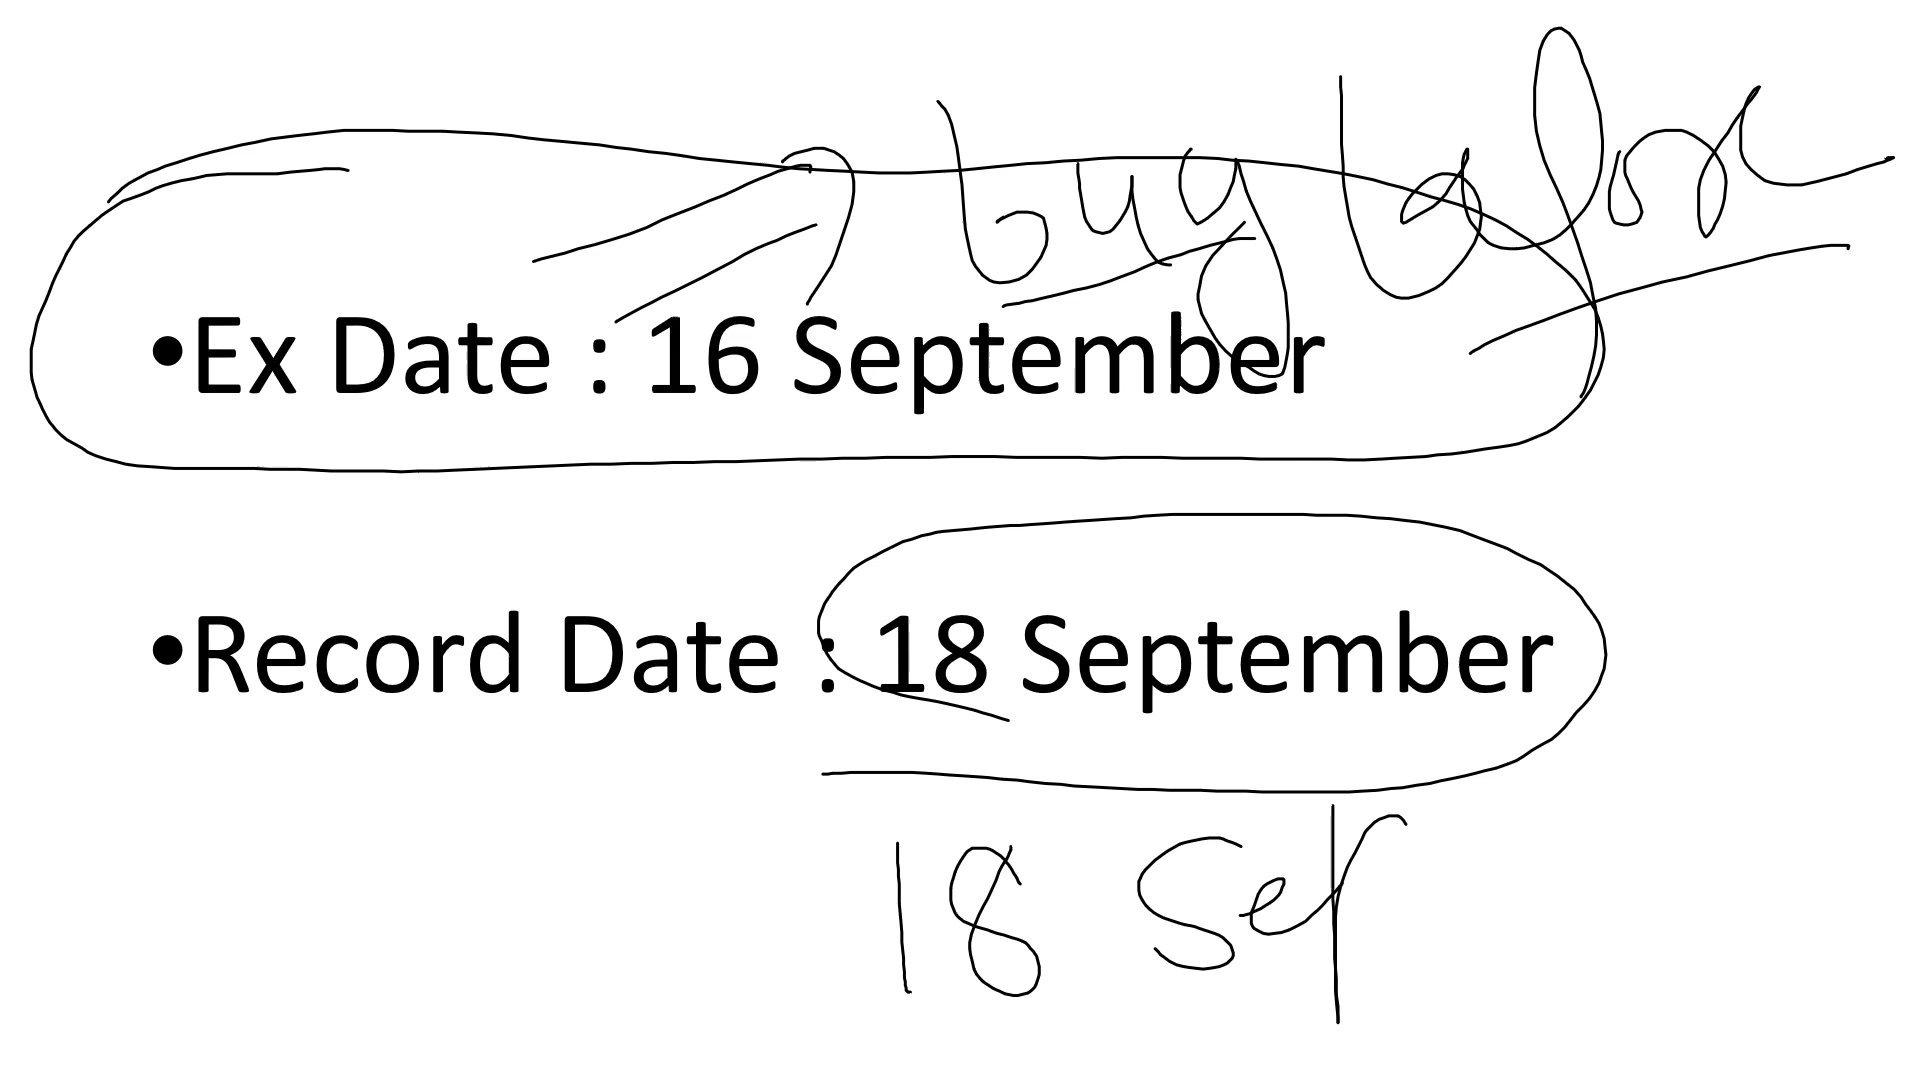 buy before
•Ex Date : 16 September
•Record Date : 18 September
18 Sep